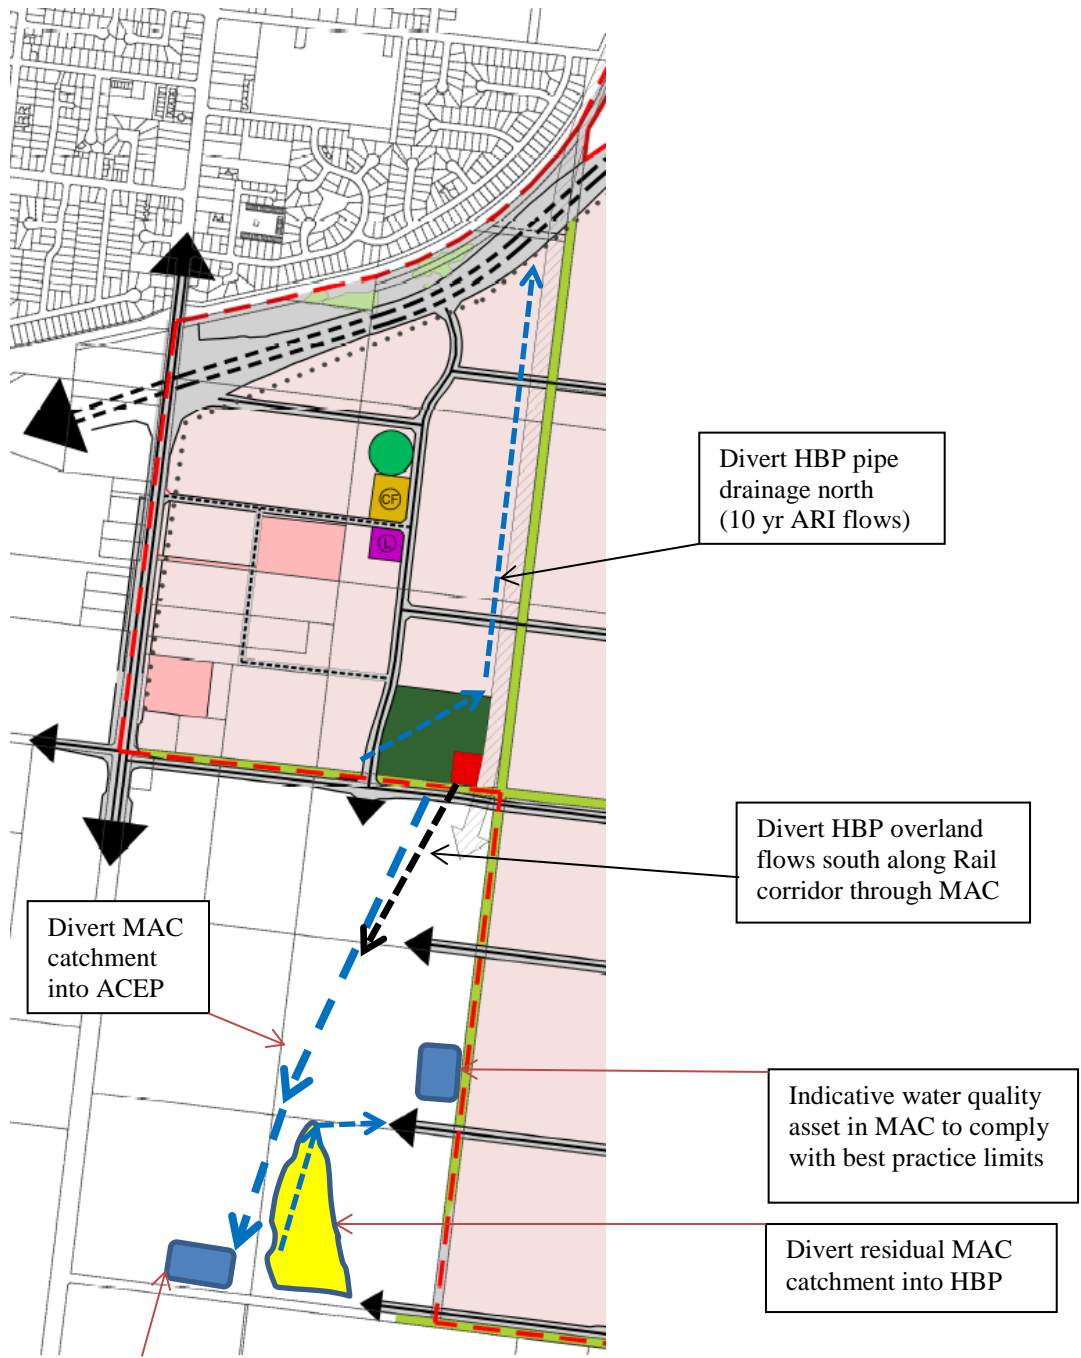 CF
L
Divert HBP pipe
drainage north
(10 yr ARI flows)
Divert HBP overland
flows south along Rail
corridor through MAC
Divert MAC
catchment
into ACEP
Indicative water quality
asset in MAC to comply
with best practice limits
Divert residual MAC
catchment into HBP